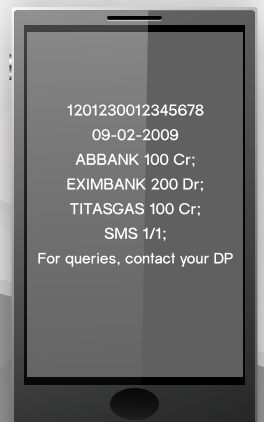 1201230012345678
09-02-2009
ABBANK 100 Cr;
EXIMBANK 200 Dr;
TITASGAS 100 Cr;
SMS 1/1;
For queries, contact your DP